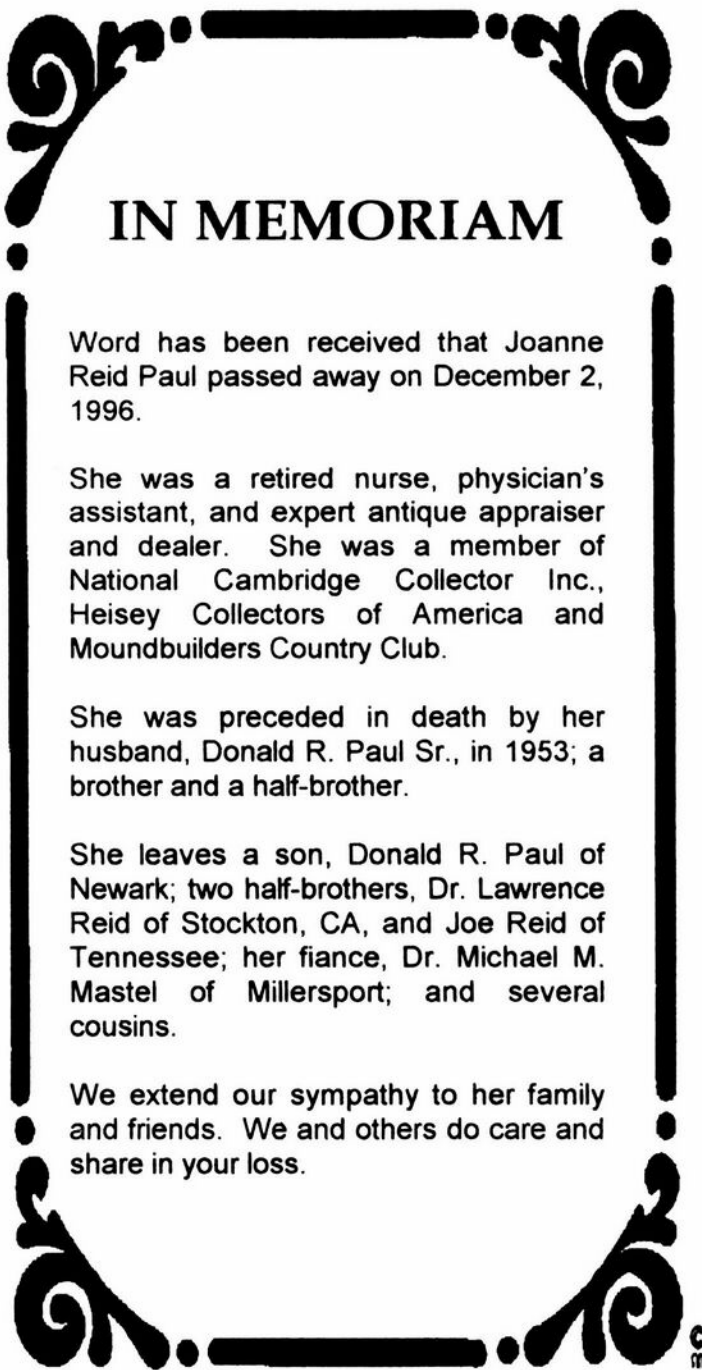 IN MEMORIAM
Word has been received that Joanne
Reid Paul passed away on December 2,
1996.
She was a retired nurse, physician's
assistant, and expert antique appraiser
and dealer. She was a member of
National Cambridge Collector Inc.,
Heisey Collectors of America and
Moundbuilders Country Club.
She was preceded in death by her
husband, Donald R. Paul Sr., in 1953; a
brother and a half-brother.
She leaves a son, Donald R. Paul of
Newark; two half-brothers, Dr. Lawrence
Reid of Stockton, CA, and Joe Reid of
Tennessee; her fiance, Dr. Michael M.
Mastel of Millersport; and several
cousins.
We extend our sympathy to her family
and friends. We and others do care and
share in your loss.